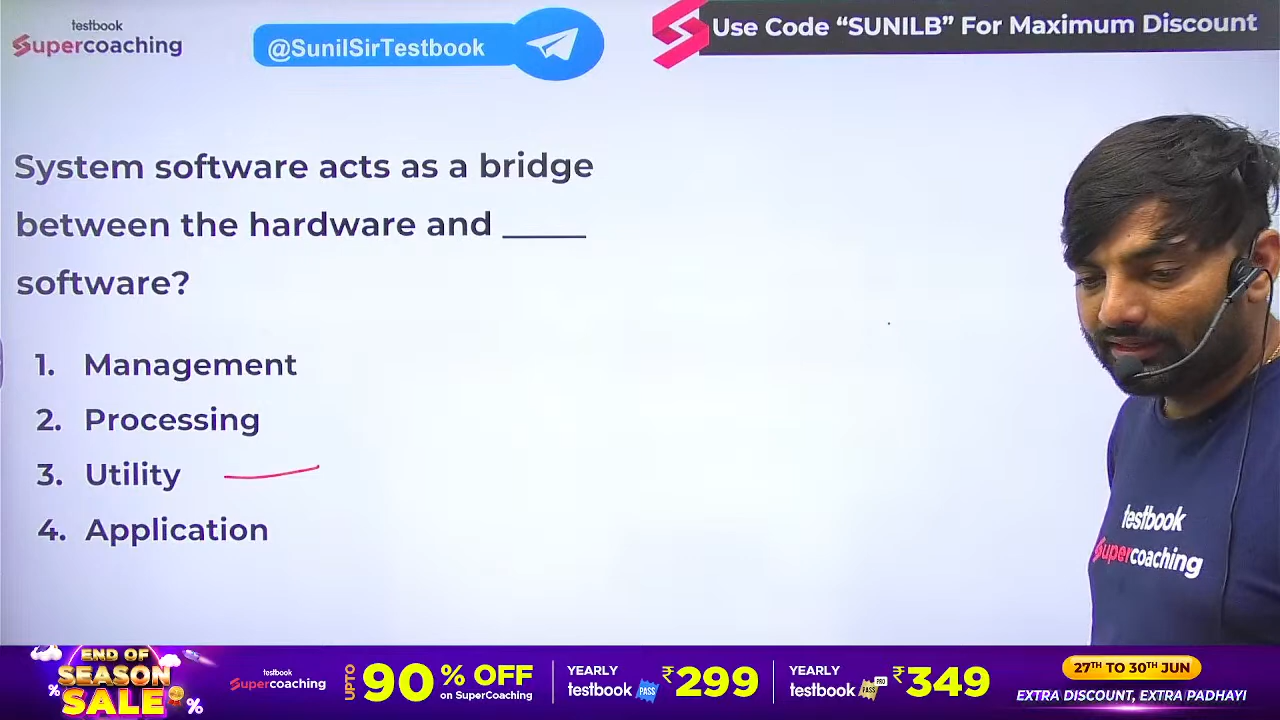 testbook
Supercoaching
@SunilSirTestbook
Use Code “SUNILB” For Maximum Discount
System software acts as a bridge
between the hardware and _____
software?
1. Management
2. Processing
3. Utility
4. Application
testbook
Supercoaching
END OF
SEASON
SALE
%
%
testbook
Supercoaching
UPTO
90% OFF
on SuperCoaching
YEARLY
testbook PASS
₹299
YEARLY
testbook PASS PRO
₹349
27TH TO 30TH JUN
EXTRA DISCOUNT, EXTRA PADHAYI